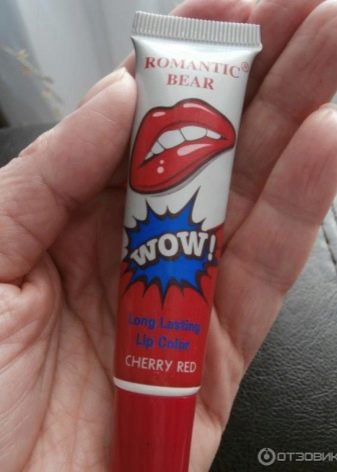 ROMANTIC®
BEAR
WOW!
Long Lasting
Lip Color
CHERRY RED
ОТЗОВИК